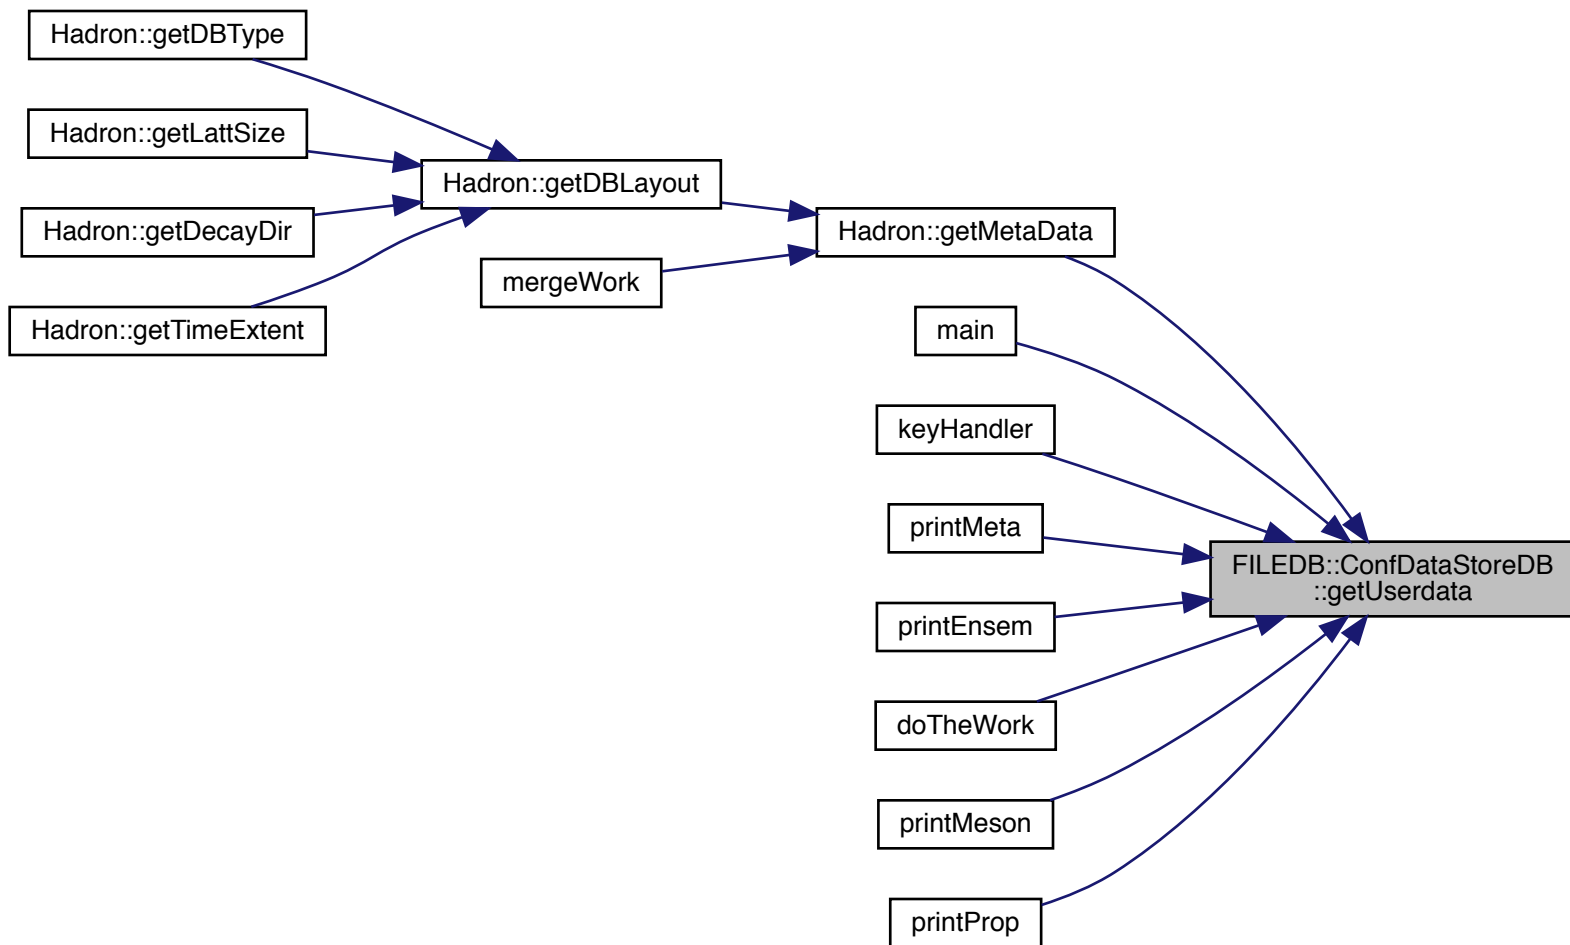 Hadron::getDBType
Hadron::getLattSize
Hadron::getDBLayout
Hadron::getDecayDir
Hadron::getMetaData
mergeWork
Hadron::getTimeExtent
main
keyHandler
printMeta
FILEDB::ConfDataStoreDB
::getUserdata
printEnsem
doTheWork
printMeson
printProp